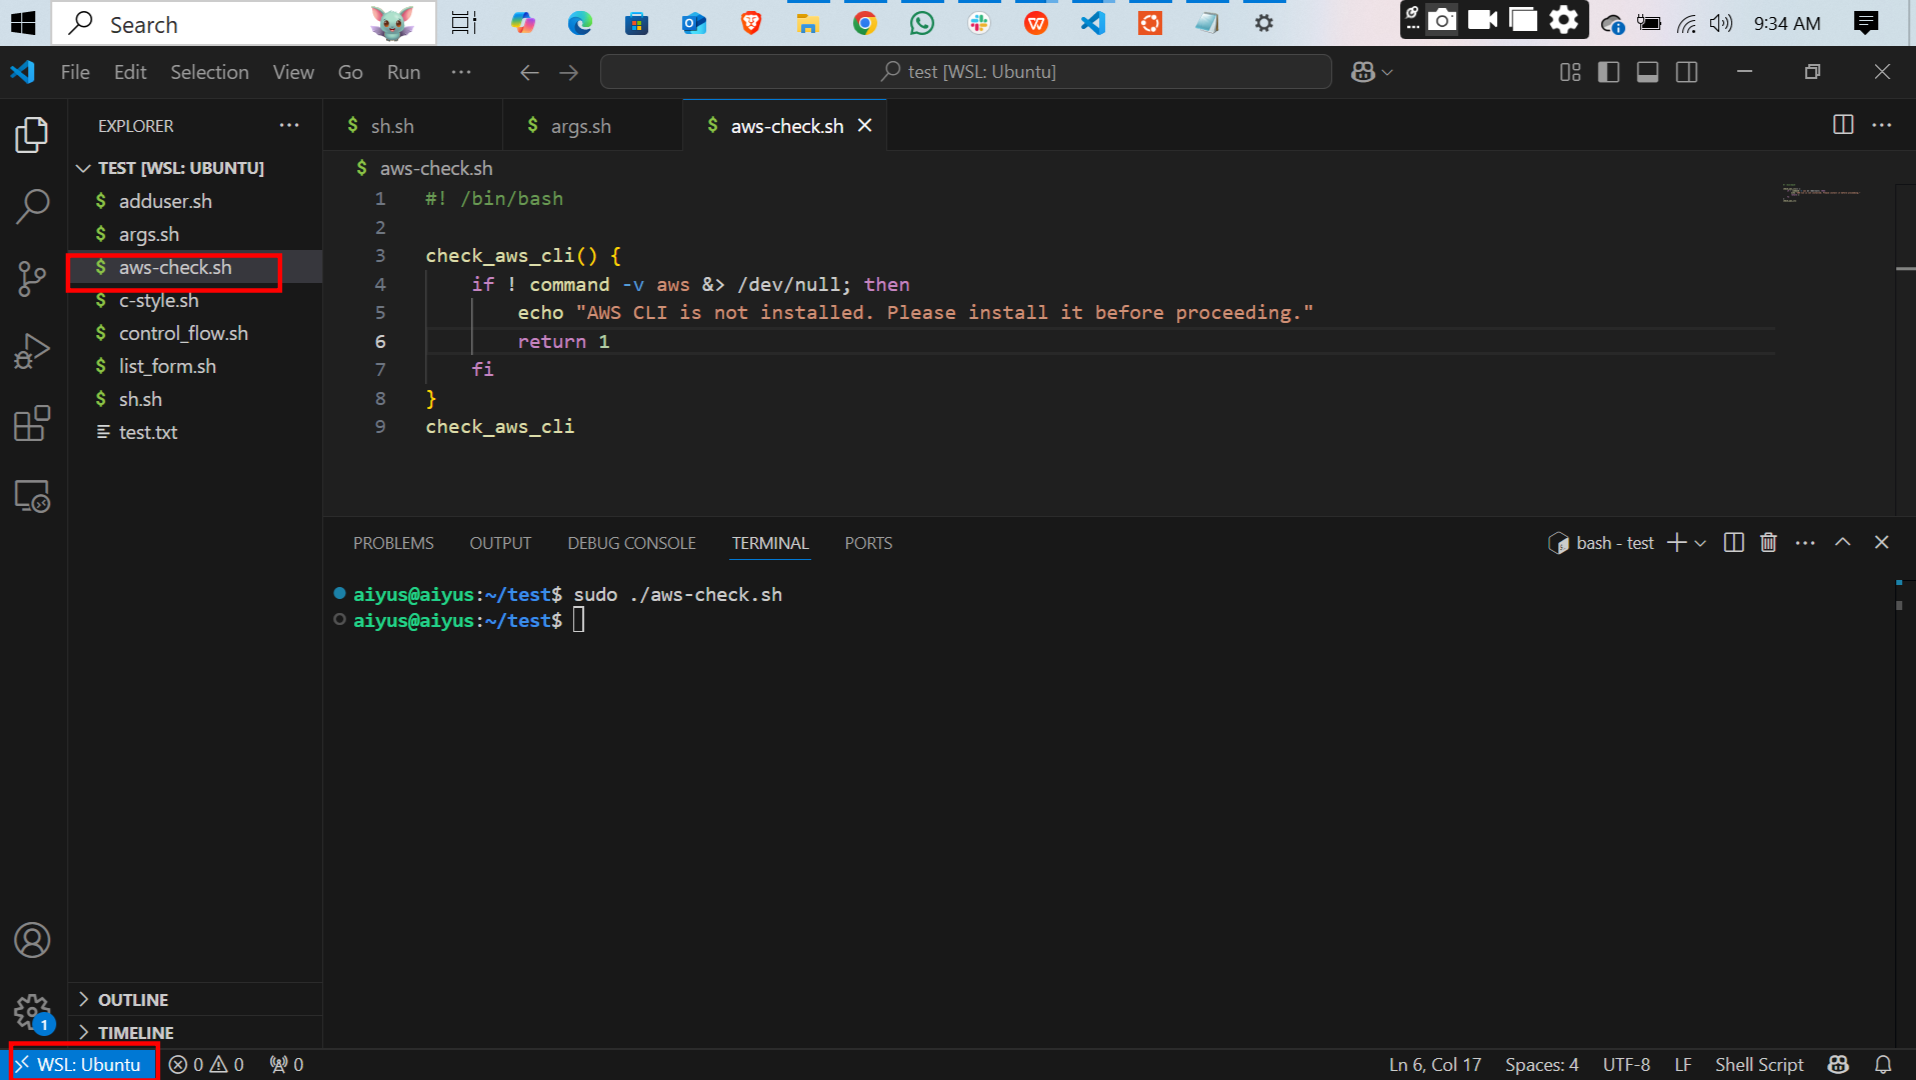 Search
9:34 AM
File Edit Selection View Go Run ···
test [WSL: Ubuntu]
EXPLORER
TEST [WSL: UBUNTU]
$ adduser.sh
$ args.sh
$ aws-check.sh
$ c-style.sh
$ control_flow.sh
$ list_form.sh
$ sh.sh
test.txt
OUTLINE
TIMELINE
$ sh.sh
$ args.sh
$ aws-check.sh
$ aws-check.sh
1 #! /bin/bash
2
3 check_aws_cli() {
4 if ! command -v aws &> /dev/null; then
5 echo "AWS CLI is not installed. Please install it before proceeding."
6 return 1
7 fi
8 }
9 check_aws_cli
PROBLEMS OUTPUT DEBUG CONSOLE TERMINAL PORTS
bash - test
aiyus@aiyus:~/test$ sudo ./aws-check.sh
aiyus@aiyus:~/test$
1
WSL: Ubuntu 0 0 0
Ln 6, Col 17 Spaces: 4 UTF-8 LF Shell Script